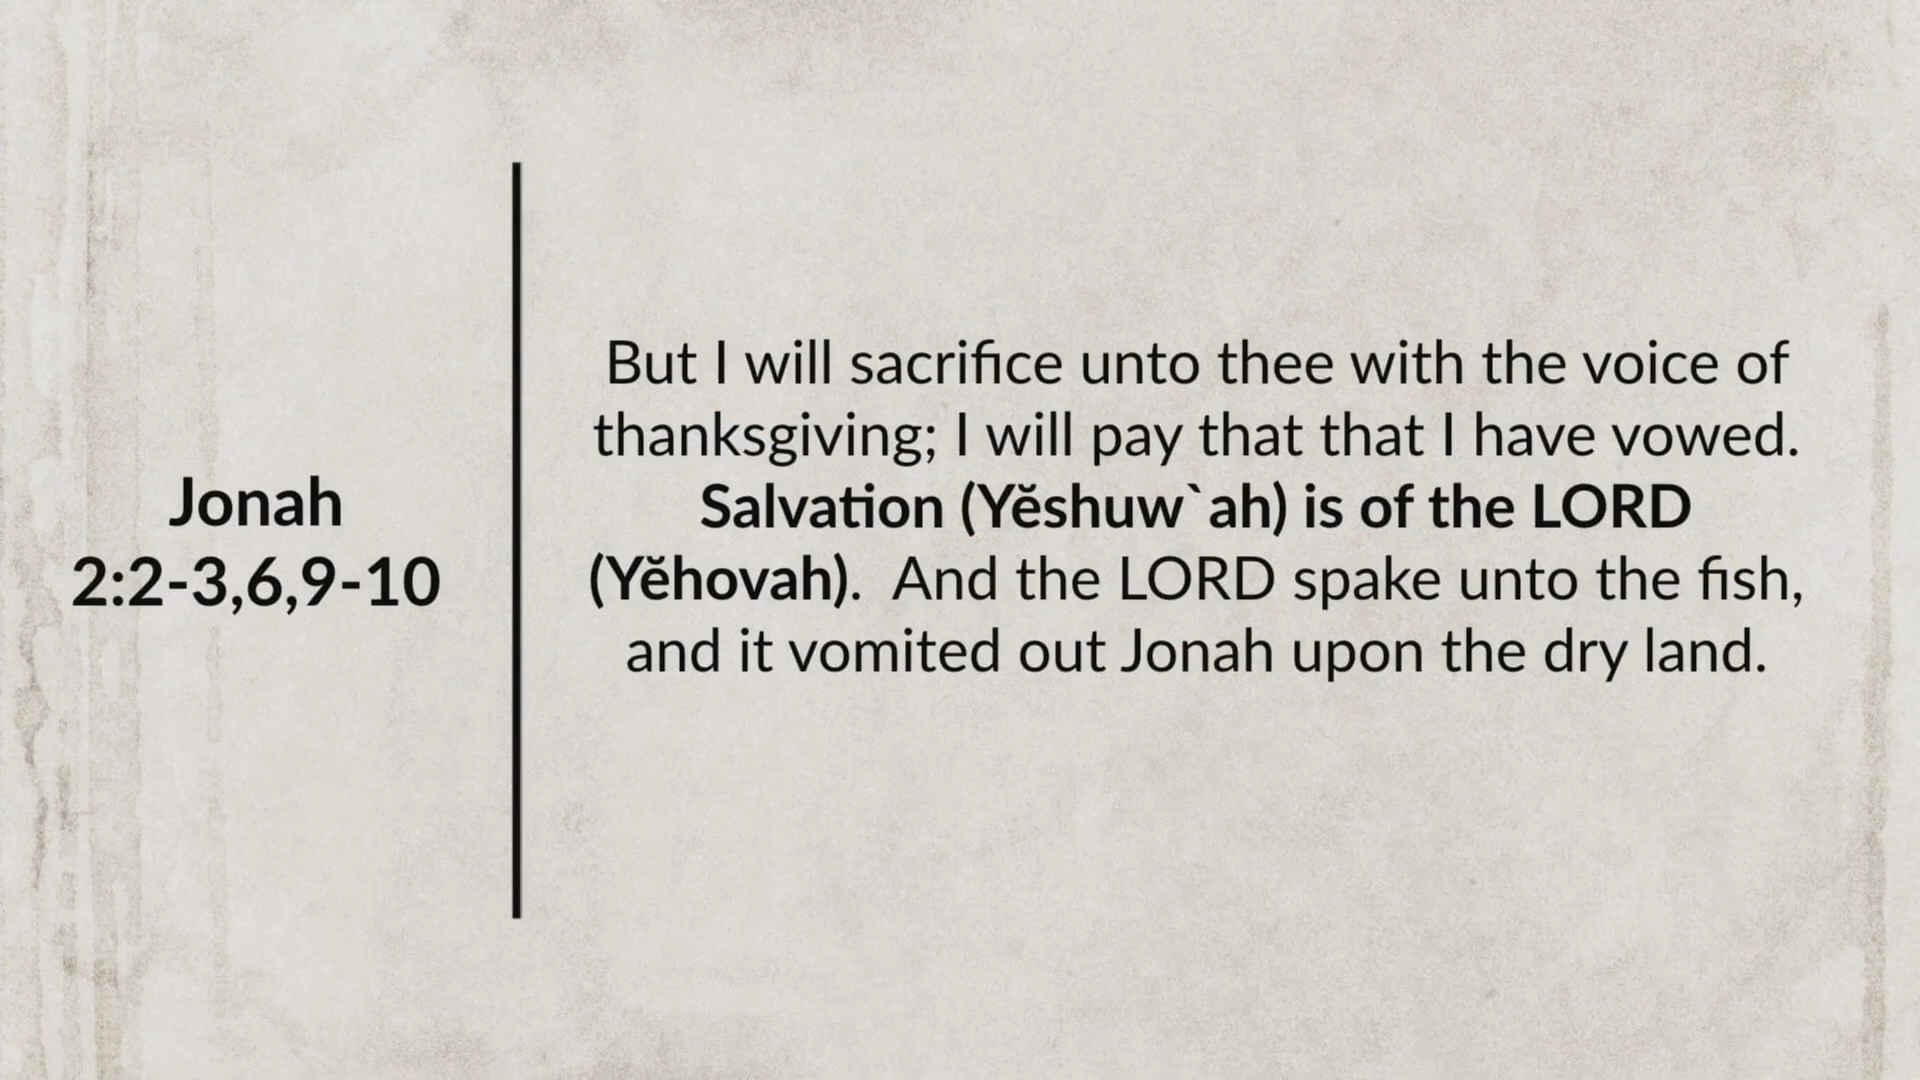 Jonah
2:2-3,6,9-10
But I will sacrifice unto thee with the voice of
thanksgiving; I will pay that that I have vowed.
Salvation (Yĕshuw`ah) is of the LORD
(Yĕhovah).  And the LORD spake unto the fish,
and it vomited out Jonah upon the dry land.